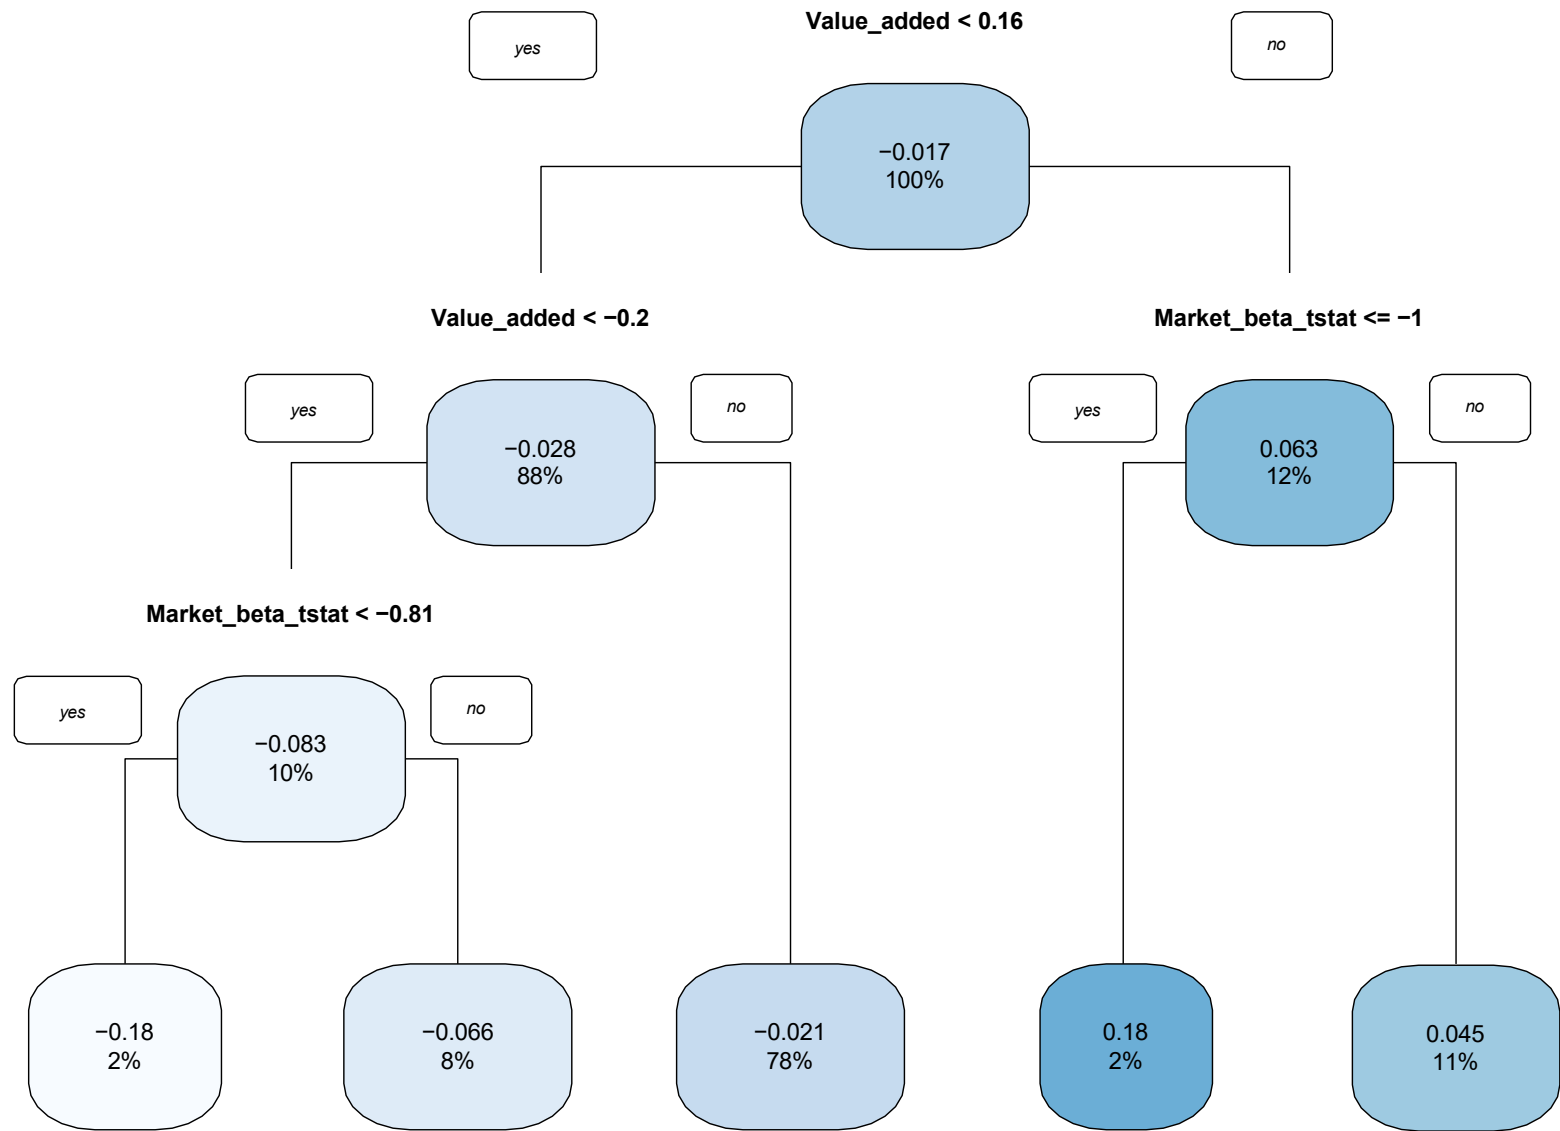 Value_added < 0.16
yes
no
−0.017
100%
Value_added < −0.2
Market_beta_tstat <= −1
yes
no
yes
no
−0.028
88%
0.063
12%
Market_beta_tstat < −0.81
yes
no
−0.083
10%
−0.18
2%
−0.066
8%
−0.021
78%
0.18
2%
0.045
11%